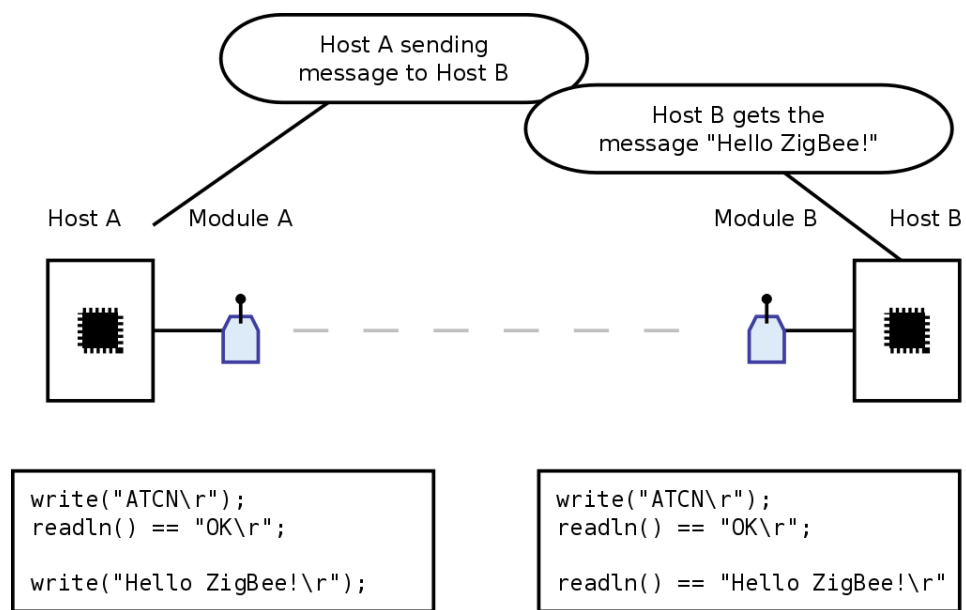 Host A sending
message to Host B
Host B gets the
message "Hello ZigBee!"
Host A
Module A
Module B
Host B
write("ATCN\r");
readln() == "OK\r";
write("Hello ZigBee!\r");
write("ATCN\r");
readln() == "OK\r";
readln() == "Hello ZigBee!\r"